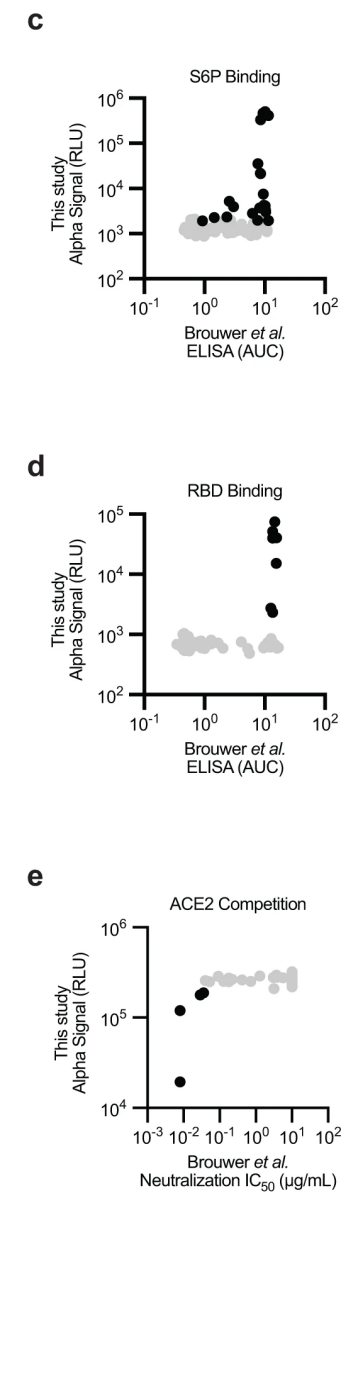 c
S6P Binding
This study
Alpha Signal (RLU)
10⁶
10⁵
10⁴
10³
10²
10⁻¹ 10⁰ 10¹ 10²
Brouwer et al.
ELISA (AUC)
d
RBD Binding
This study
Alpha Signal (RLU)
10⁵
10⁴
10³
10²
10⁻¹ 10⁰ 10¹ 10²
Brouwer et al.
ELISA (AUC)
e
ACE2 Competition
This study
Alpha Signal (RLU)
10⁶
10⁵
10⁴
10⁻³ 10⁻² 10⁻¹ 10⁰ 10¹ 10²
Brouwer et al.
Neutralization IC₅₀ (µg/mL)